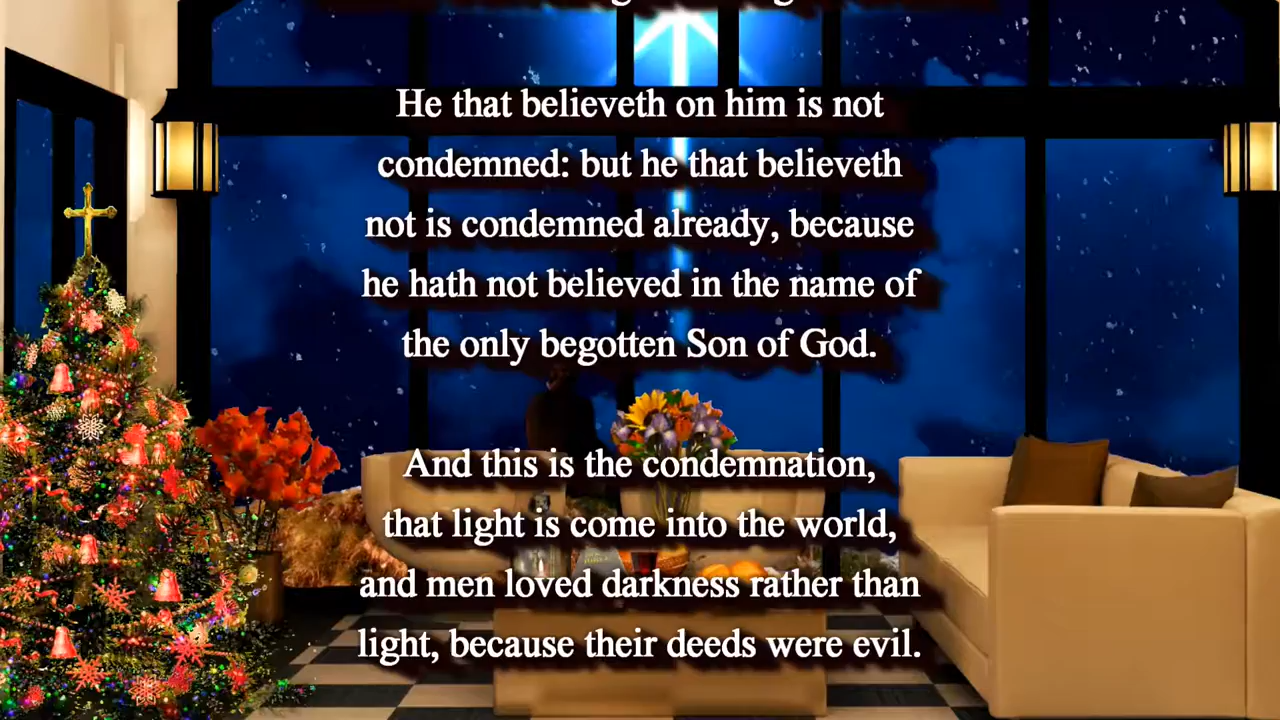 He that believeth on him is not
condemned: but he that believeth
not is condemned already, because
he hath not believed in the name of
the only begotten Son of God.
And this is the condemnation,
that light is come into the world,
and men loved darkness rather than
light, because their deeds were evil.